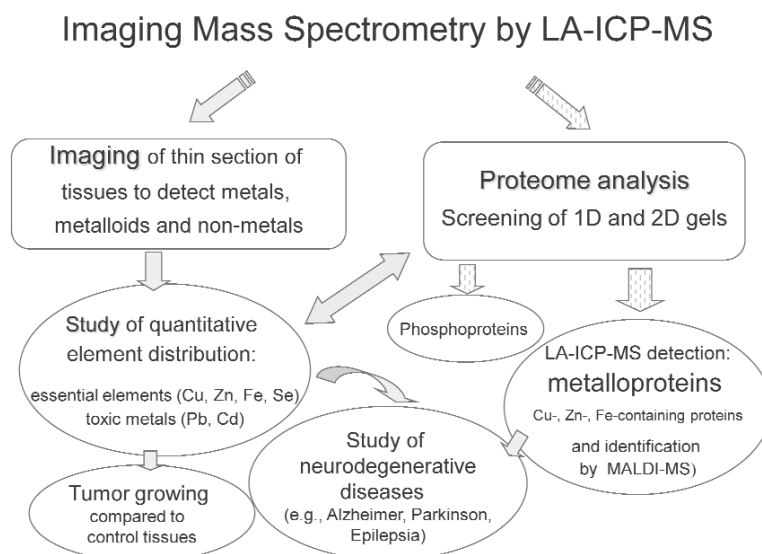 Imaging Mass Spectrometry by LA-ICP-MS
Imaging of thin section of
tissues to detect metals,
metalloids and non-metals
Proteome analysis
Screening of 1D and 2D gels
Study of quantitative
element distribution:
essential elements (Cu, Zn, Fe, Se)
toxic metals (Pb, Cd)
Phosphoproteins
LA-ICP-MS detection:
metalloproteins
Cu-, Zn-, Fe-containing proteins
and identification
by MALDI-MS)
Study of
neurodegenerative
diseases
(e.g., Alzheimer, Parkinson,
Epilepsia)
Tumor growing
compared to
control tissues